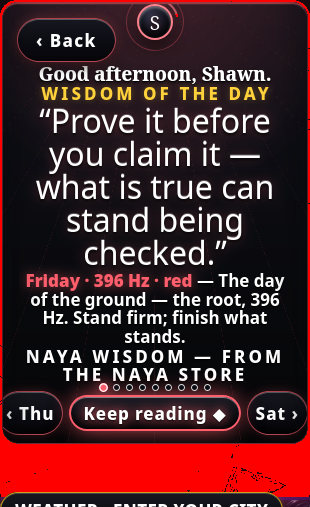 S
‹ Back
Good afternoon, Shawn.
WISDOM OF THE DAY
“Prove it before
you claim it —
what is true can
stand being
checked.”
Friday · 396 Hz · red — The day
of the ground — the root, 396
Hz. Stand firm; finish what
stands.
NAYA WISDOM — FROM
THE NAYA STORE
‹ Thu
Keep reading ◆
Sat ›